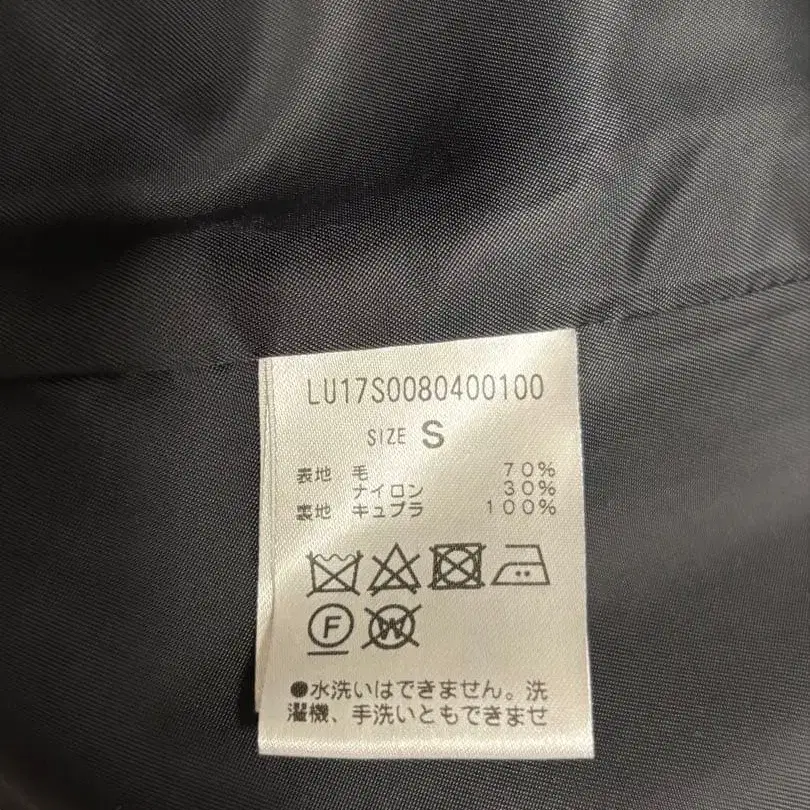 LU17S0080400100
SIZE S
表地 毛 70%
ナイロン 30%
裏地 キュプラ 100%
F W
●水洗いはできません。洗
濯機、手洗いともできませ